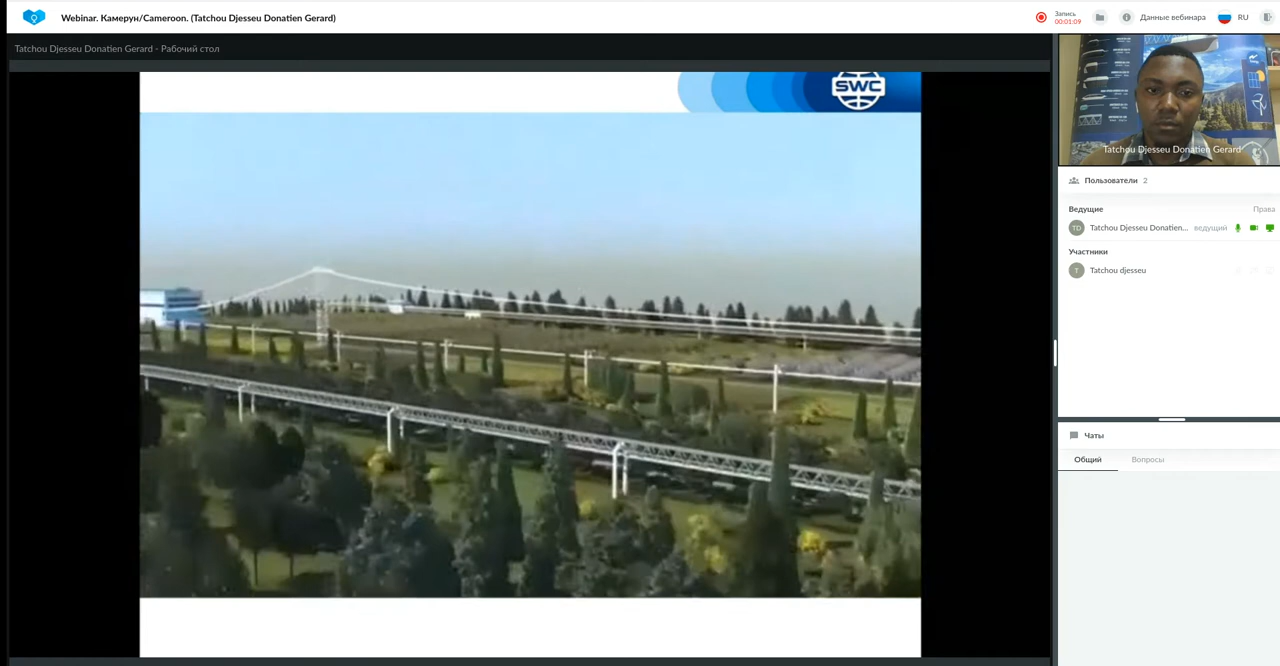 Webinar. Камерун/Cameroon. (Tatchou Djesseu Donatien Gerard)
Запись
00:01:09
Данные вебинара
RU
Tatchou Djesseu Donatien Gerard - Рабочий стол
SWC
Tatchou Djesseu Donatien Gerard
Пользователи 2
Ведущие Права
TD Tatchou Djesseu Donatien... ведущий
Участники
T Tatchou djesseu
Чаты
Общий Вопросы